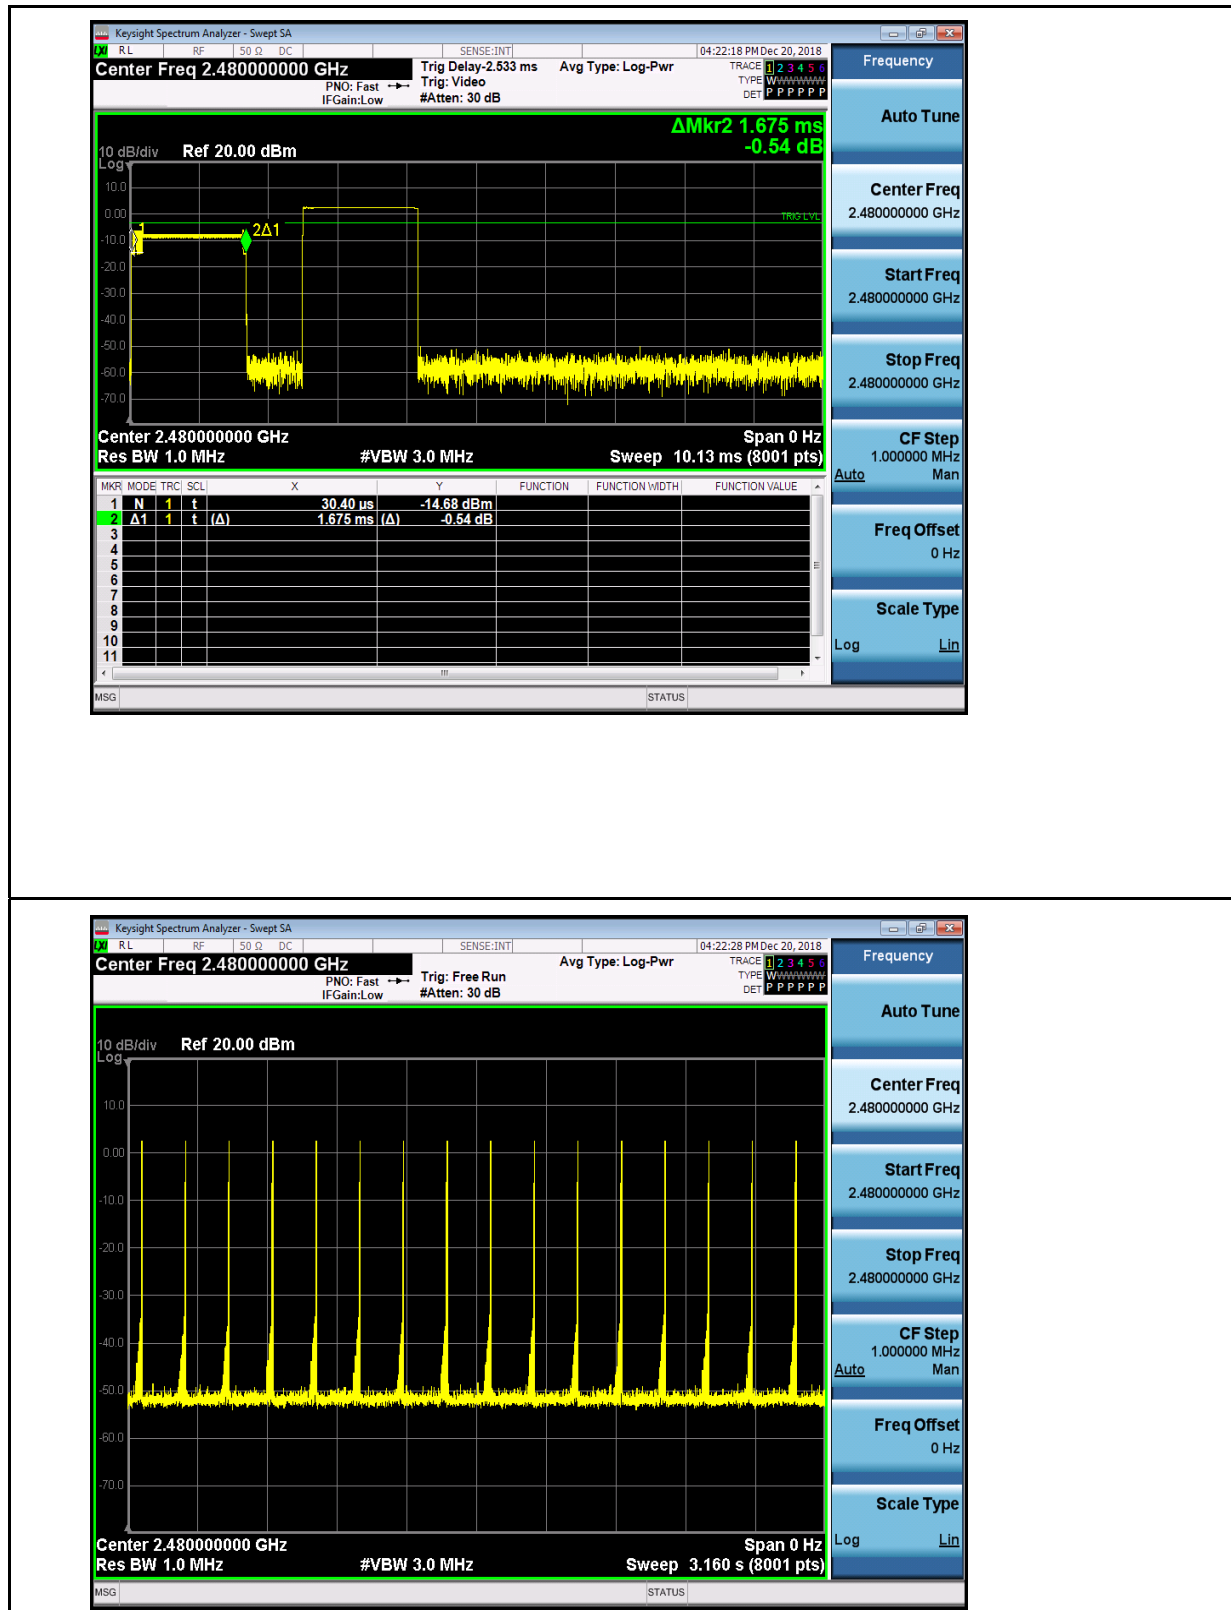 Keysight Spectrum Analyzer - Swept SA
LXI RL RF 50 Ω DC SENSE:INT 04:22:18 PM Dec 20, 2018
Center Freq 2.480000000 GHz
PNO: Fast
IFGain:Low
Trig Delay-2.533 ms
Trig: Video
#Atten: 30 dB
Avg Type: Log-Pwr
TRACE 1 2 3 4 5 6
TYPE WWWWWW
DET P P P P P P
Frequency
Auto Tune
Center Freq
2.480000000 GHz
Start Freq
2.480000000 GHz
Stop Freq
2.480000000 GHz
CF Step
1.000000 MHz
Auto Man
Freq Offset
0 Hz
Scale Type
Log Lin
ΔMkr2 1.675 ms
-0.54 dB
10 dB/div Ref 20.00 dBm
Log
10.0
0.00
TRIG LVL
1 2Δ1
-10.0
-20.0
-30.0
-40.0
-50.0
-60.0
-70.0
Center 2.480000000 GHz Span 0 Hz
Res BW 1.0 MHz #VBW 3.0 MHz Sweep 10.13 ms (8001 pts)
MKR MODE TRC SCL X Y FUNCTION FUNCTION WIDTH FUNCTION VALUE
1 N 1 t 30.40 µs -14.68 dBm
2 Δ1 1 t (Δ) 1.675 ms (Δ) -0.54 dB
3
4
5
6
7
8
9
10
11
MSG STATUS
Keysight Spectrum Analyzer - Swept SA
LXI RL RF 50 Ω DC SENSE:INT 04:22:28 PM Dec 20, 2018
Center Freq 2.480000000 GHz
PNO: Fast
IFGain:Low
Trig: Free Run
#Atten: 30 dB
Avg Type: Log-Pwr
TRACE 1 2 3 4 5 6
TYPE WWWWWW
DET P P P P P P
Frequency
Auto Tune
Center Freq
2.480000000 GHz
Start Freq
2.480000000 GHz
Stop Freq
2.480000000 GHz
CF Step
1.000000 MHz
Auto Man
Freq Offset
0 Hz
Scale Type
Log Lin
10 dB/div Ref 20.00 dBm
Log
10.0
0.00
-10.0
-20.0
-30.0
-40.0
-50.0
-60.0
-70.0
Center 2.480000000 GHz Span 0 Hz
Res BW 1.0 MHz #VBW 3.0 MHz Sweep 3.160 s (8001 pts)
MSG STATUS